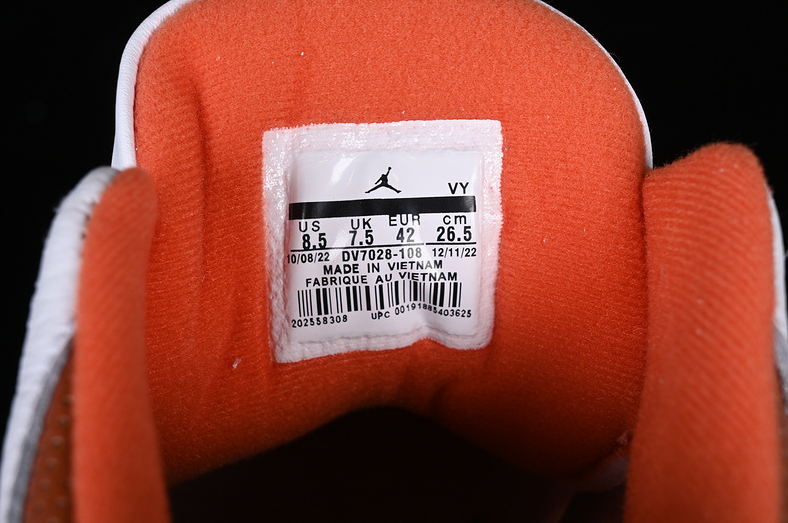 VY
US UK EUR cm
8.5 7.5 42 26.5
10/08/22 DV7028-108 12/11/22
MADE IN VIETNAM
FABRIQUE AU VIETNAM
202558308 UPC 00191885403625